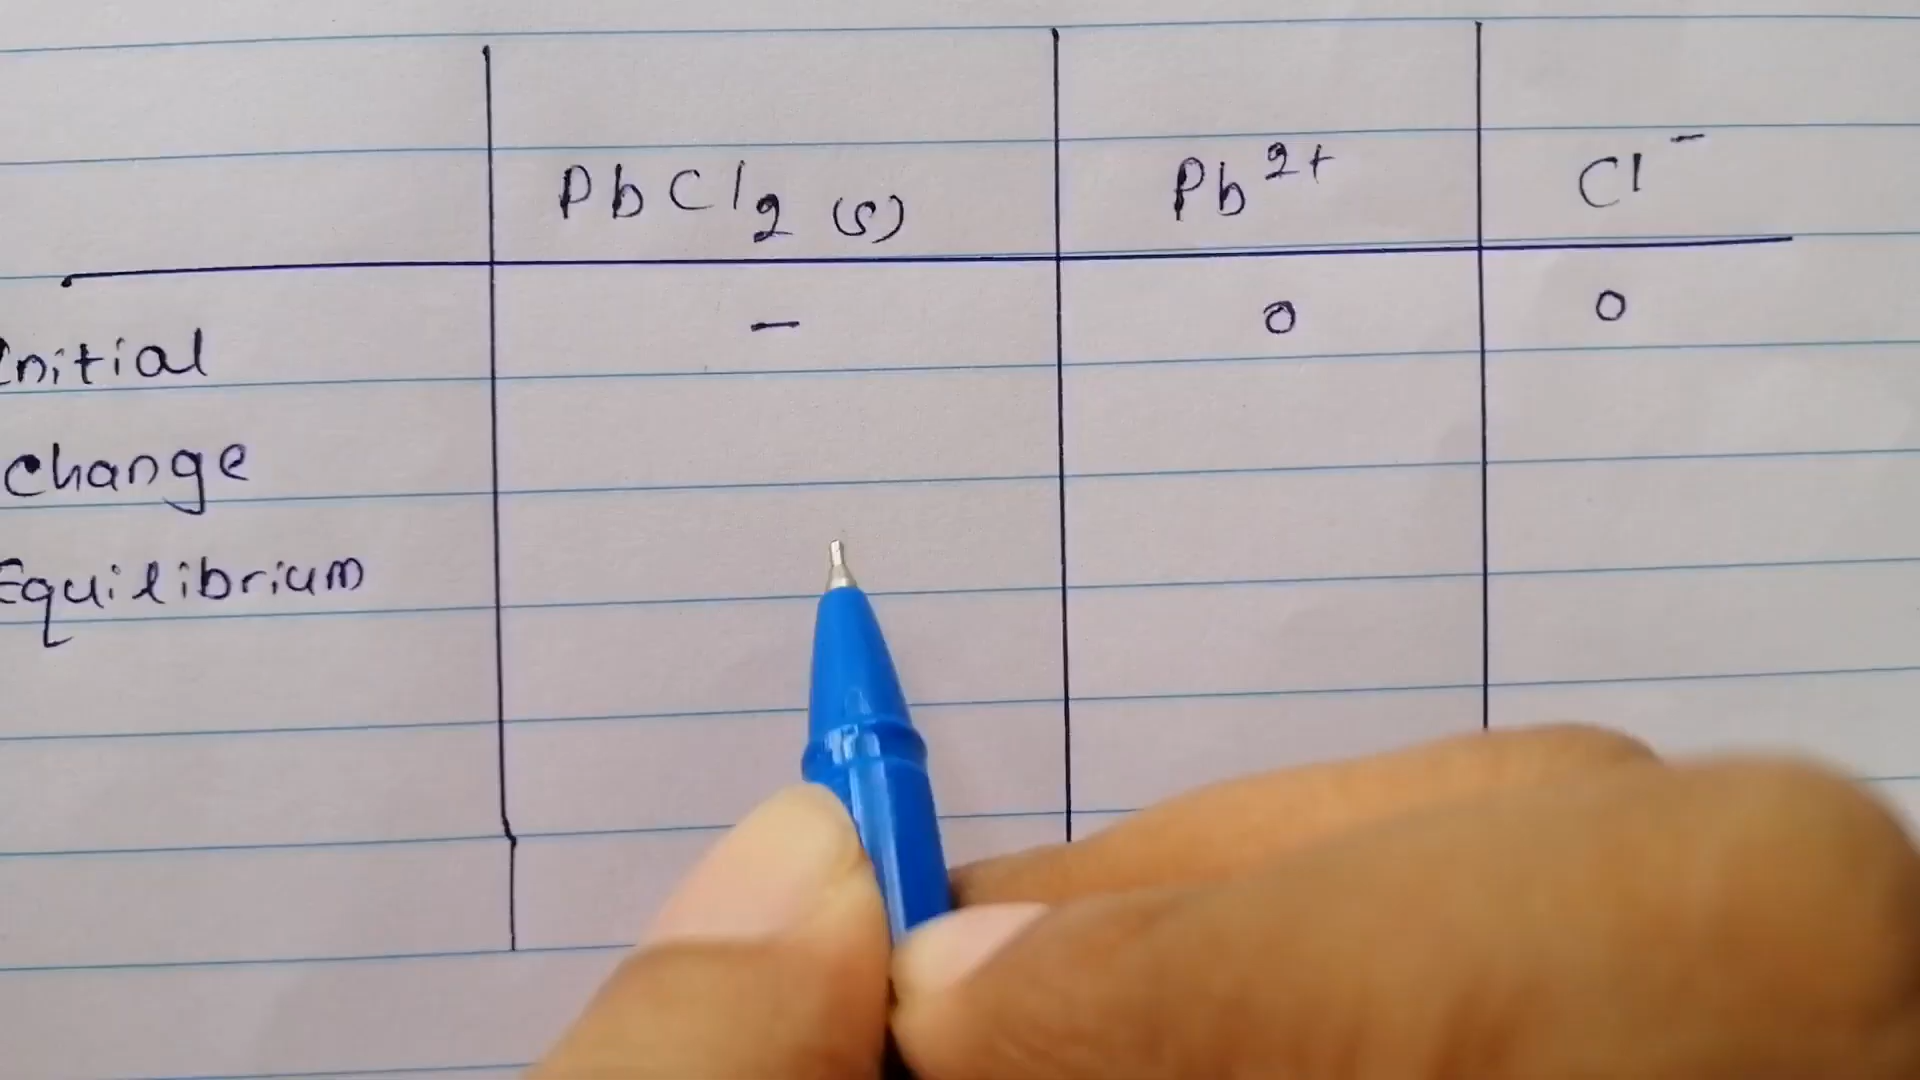 PbCl2 (s) Pb2+ Cl-
Initial - 0 0
Change
Equilibrium